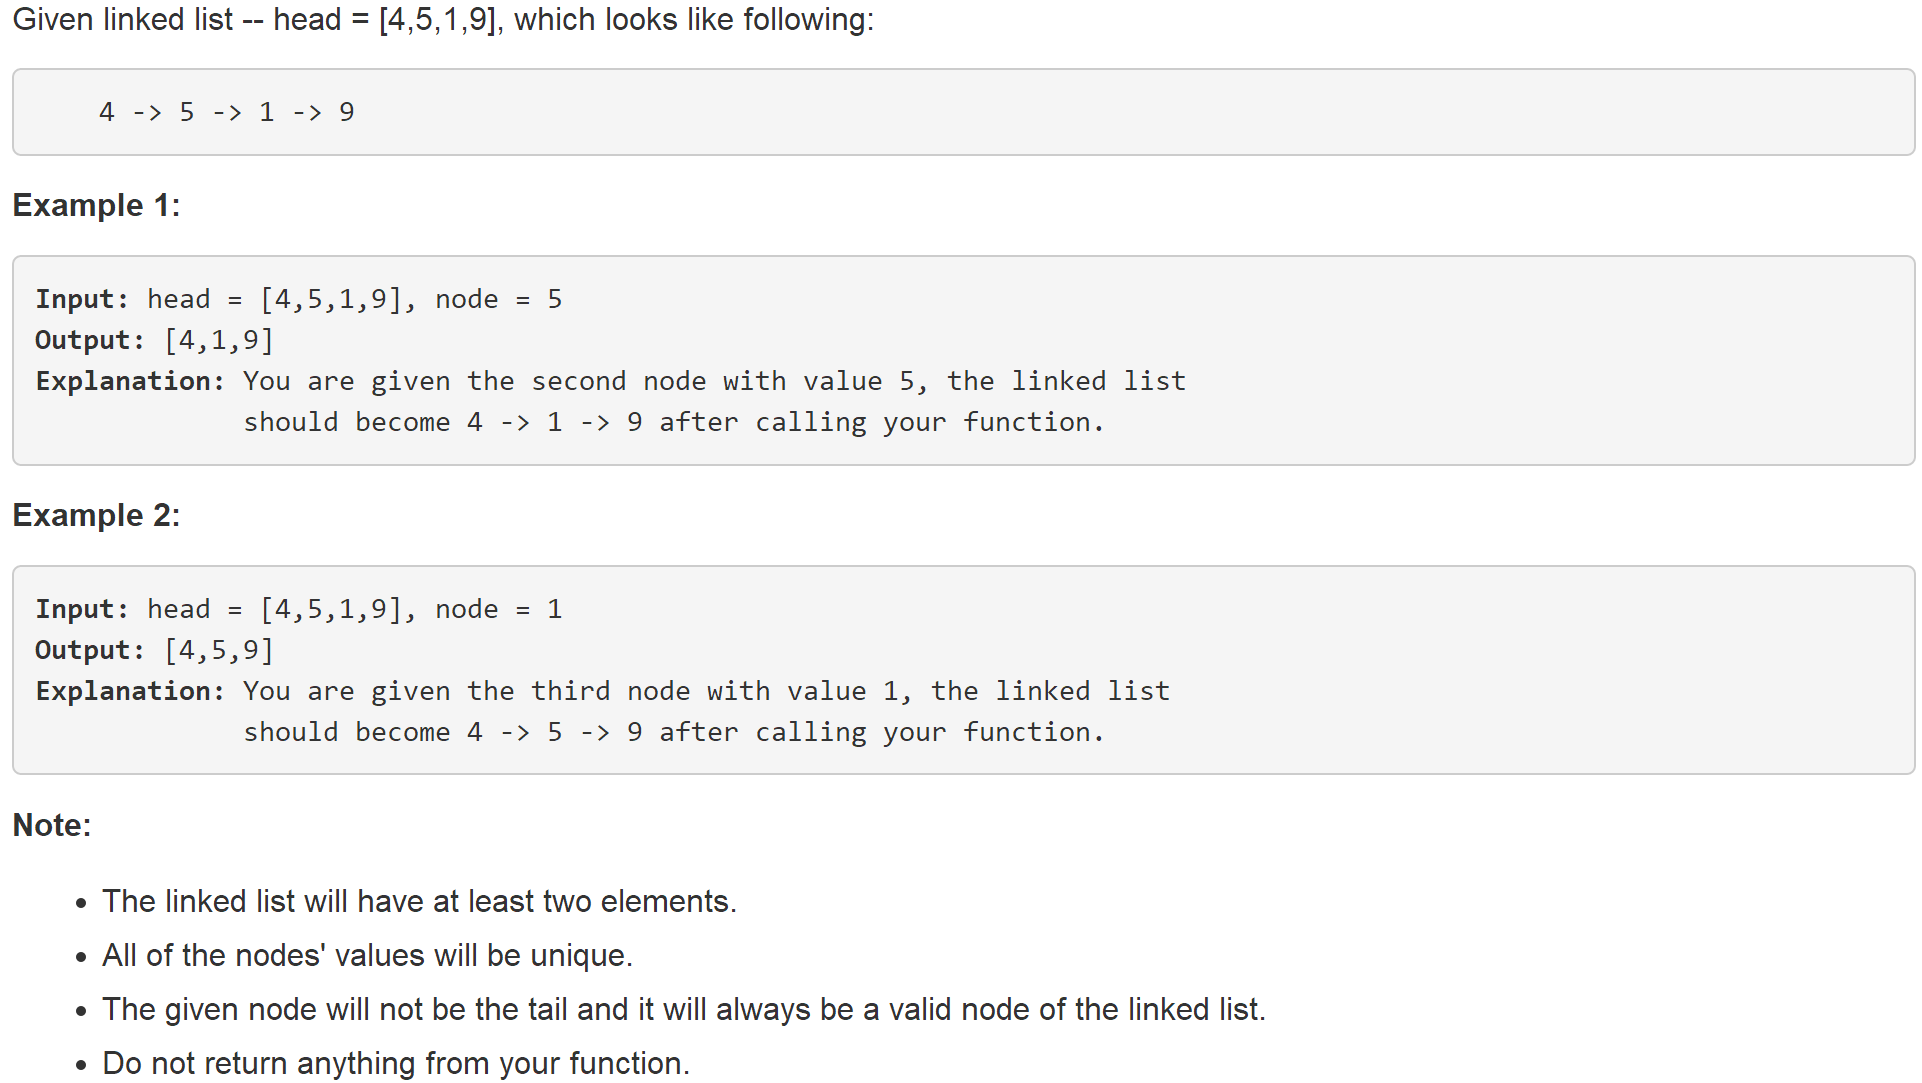 Given linked list -- head = [4,5,1,9], which looks like following:
4 -> 5 -> 1 -> 9
Example 1:
Input: head = [4,5,1,9], node = 5
Output: [4,1,9]
Explanation: You are given the second node with value 5, the linked list
should become 4 -> 1 -> 9 after calling your function.
Example 2:
Input: head = [4,5,1,9], node = 1
Output: [4,5,9]
Explanation: You are given the third node with value 1, the linked list
should become 4 -> 5 -> 9 after calling your function.
Note:
• The linked list will have at least two elements.
• All of the nodes' values will be unique.
• The given node will not be the tail and it will always be a valid node of the linked list.
• Do not return anything from your function.